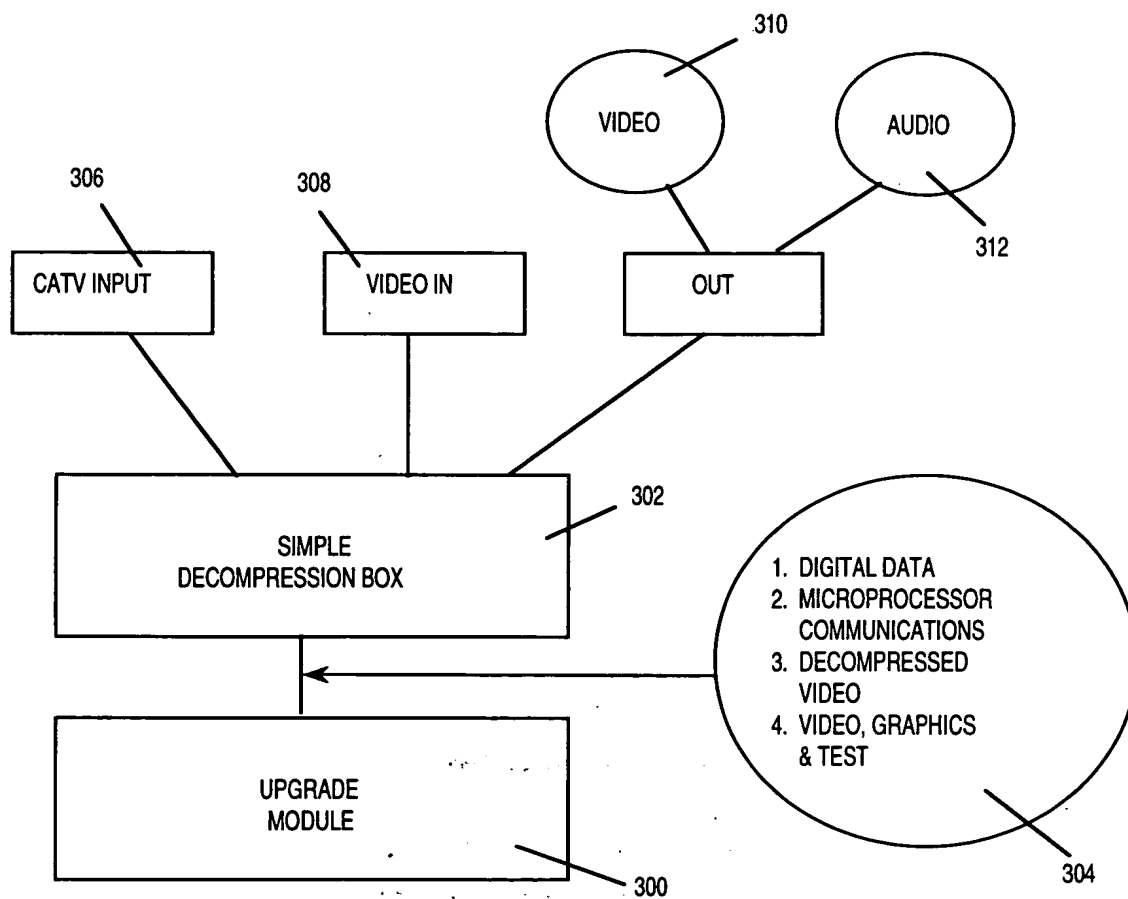 310
VIDEO
AUDIO
306
308
312
CATV INPUT
VIDEO IN
OUT
302
SIMPLE
DECOMPRESSION BOX
1. DIGITAL DATA
2. MICROPROCESSOR
COMMUNICATIONS
3. DECOMPRESSED
VIDEO
4. VIDEO, GRAPHICS
& TEST
UPGRADE
MODULE
304
300